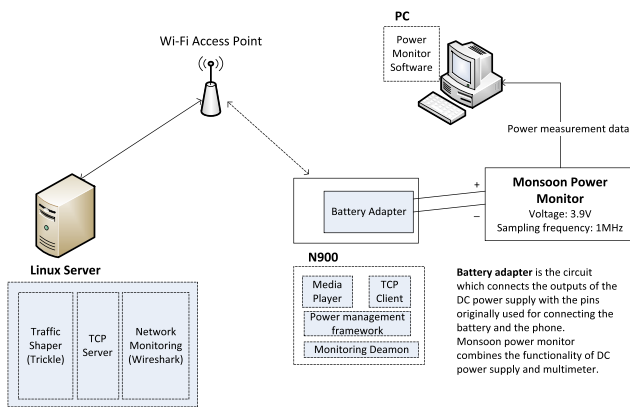 PC
Power
Monitor
Software
Wi-Fi Access Point
Power measurement data
+
–
Battery Adapter
Monsoon Power
Monitor
Voltage: 3.9V
Sampling frequency: 1MHz
N900
Linux Server
Media
Player
TCP
Client
Power management
framework
Monitoring Deamon
Traffic
Shaper
(Trickle)
TCP
Server
Network
Monitoring
(Wireshark)
Battery adapter is the circuit
which connects the outputs of the
DC power supply with the pins
originally used for connecting the
battery and the phone.
Monsoon power monitor
combines the functionality of DC
power supply and multimeter.